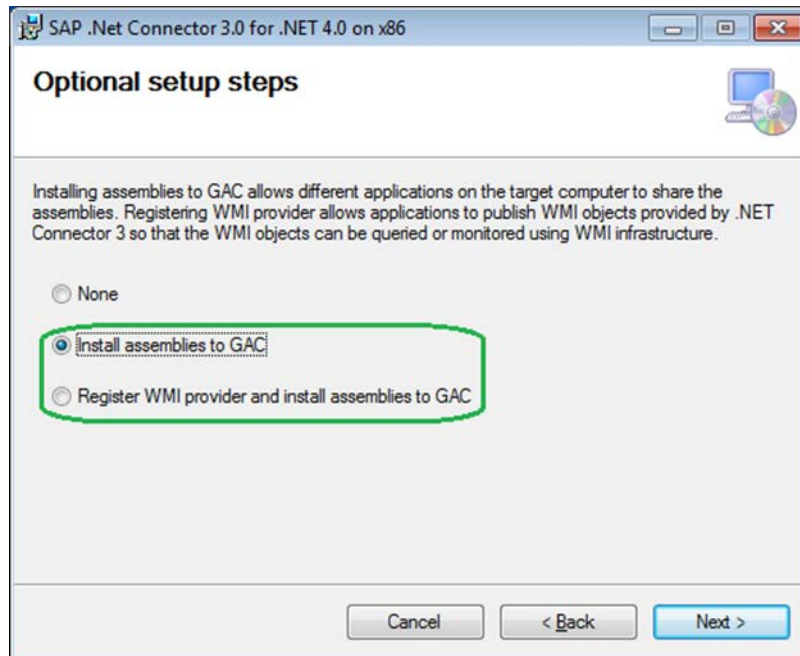 SAP .Net Connector 3.0 for .NET 4.0 on x86
Optional setup steps
Installing assemblies to GAC allows different applications on the target computer to share the
assemblies. Registering WMI provider allows applications to publish WMI objects provided by .NET
Connector 3 so that the WMI objects can be queried or monitored using WMI infrastructure.
None
Install assemblies to GAC
Register WMI provider and install assemblies to GAC
Cancel
< Back
Next >